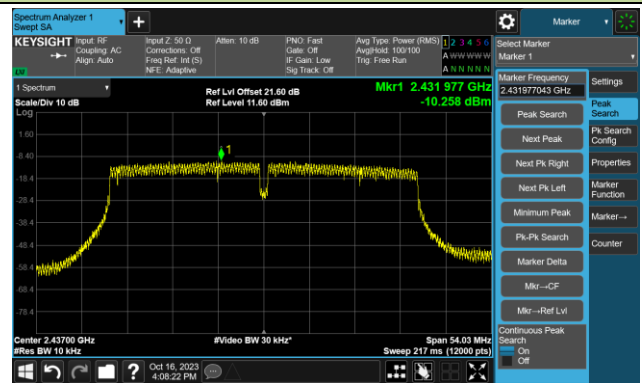 Spectrum Analyzer 1
Swept SA
Marker
KEYSIGHT
Input: RF
Coupling: AC
Align: Auto
Input Z: 50 Ω
Corrections: Off
Freq Ref: Int (S)
NFE: Adaptive
Atten: 10 dB
PNO: Fast
Gate: Off
IF Gain: Low
Sig Track: Off
Avg Type: Power (RMS)
Avg|Hold: 100/100
Trig: Free Run
1 2 3 4 5 6
A W W W W W
A N N N N N
Select Marker
Marker 1
1 Spectrum
Scale/Div 10 dB
Log
Ref Lvl Offset 21.60 dB
Ref Level 11.60 dBm
Mkr1 2.431 977 GHz
-10.258 dBm
1
1.60
-8.40
-18.4
-28.4
-38.4
-48.4
-58.4
-68.4
-78.4
Center 2.43700 GHz
#Res BW 10 kHz
#Video BW 30 kHz*
Span 54.03 MHz
Sweep 217 ms (12000 pts)
Marker Frequency
2.431977043 GHz
Peak Search
Next Peak
Next Pk Right
Next Pk Left
Minimum Peak
Pk-Pk Search
Marker Delta
Mkr→CF
Mkr→Ref Lvl
Continuous Peak
Search
On
Off
Settings
Peak
Search
Pk Search
Config
Properties
Marker
Function
Marker→
Counter
?
Oct 16, 2023
4:08:22 PM